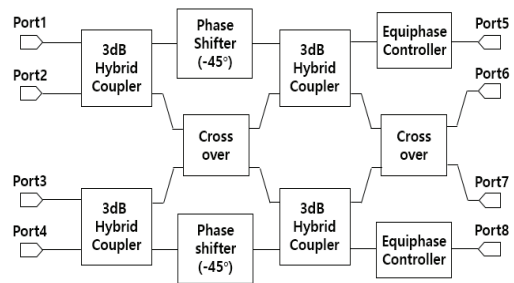 Port1
Phase
Shifter
(-45°)
Port5
3dB
Hybrid
Coupler
3dB
Hybrid
Coupler
Equiphase
Controller
Port2
Port6
Cross
over
Cross
over
Port3
Port7
3dB
Hybrid
Coupler
3dB
Hybrid
Coupler
Port4
Phase
shifter
(-45°)
Equiphase
Controller
Port8